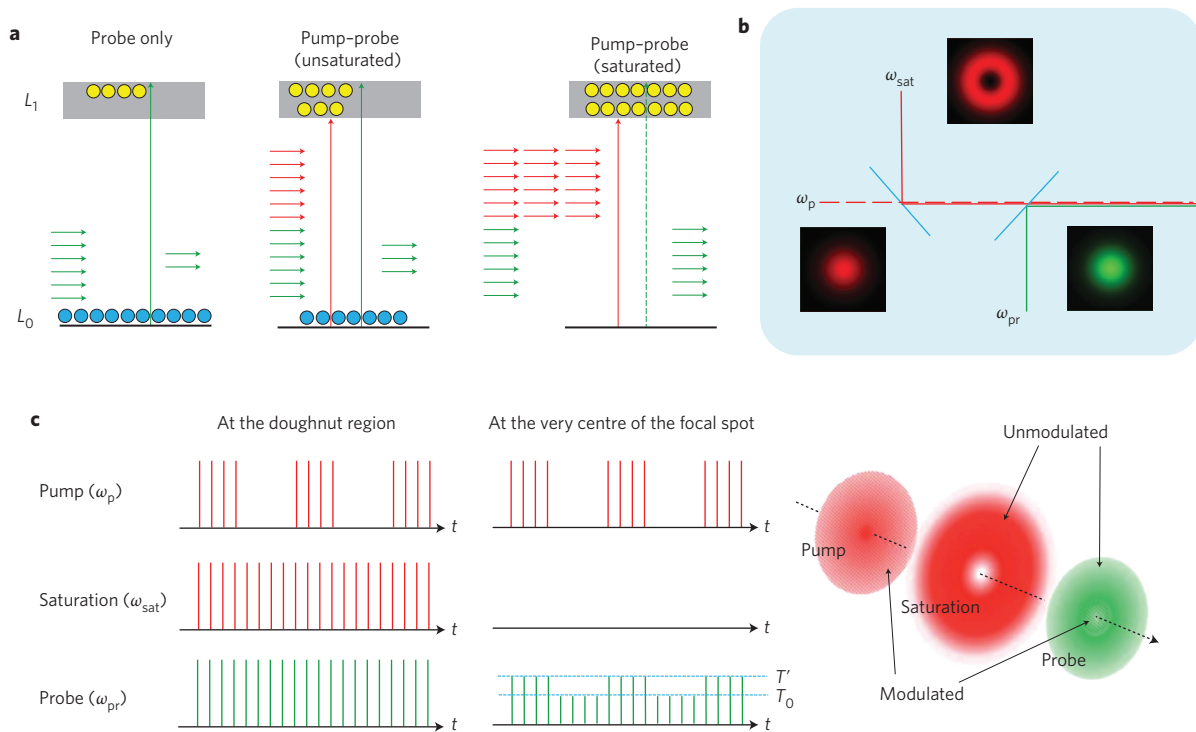 a
Probe only
Pump–probe
(unsaturated)
Pump–probe
(saturated)
L1
L0
b
ωsat
ωp
ωpr
c
At the doughnut region
At the very centre of the focal spot
Unmodulated
Pump (ωp)
t
t
Pump
Saturation (ωsat)
t
t
Saturation
Probe (ωpr)
t
T′
T0
t
Probe
Modulated